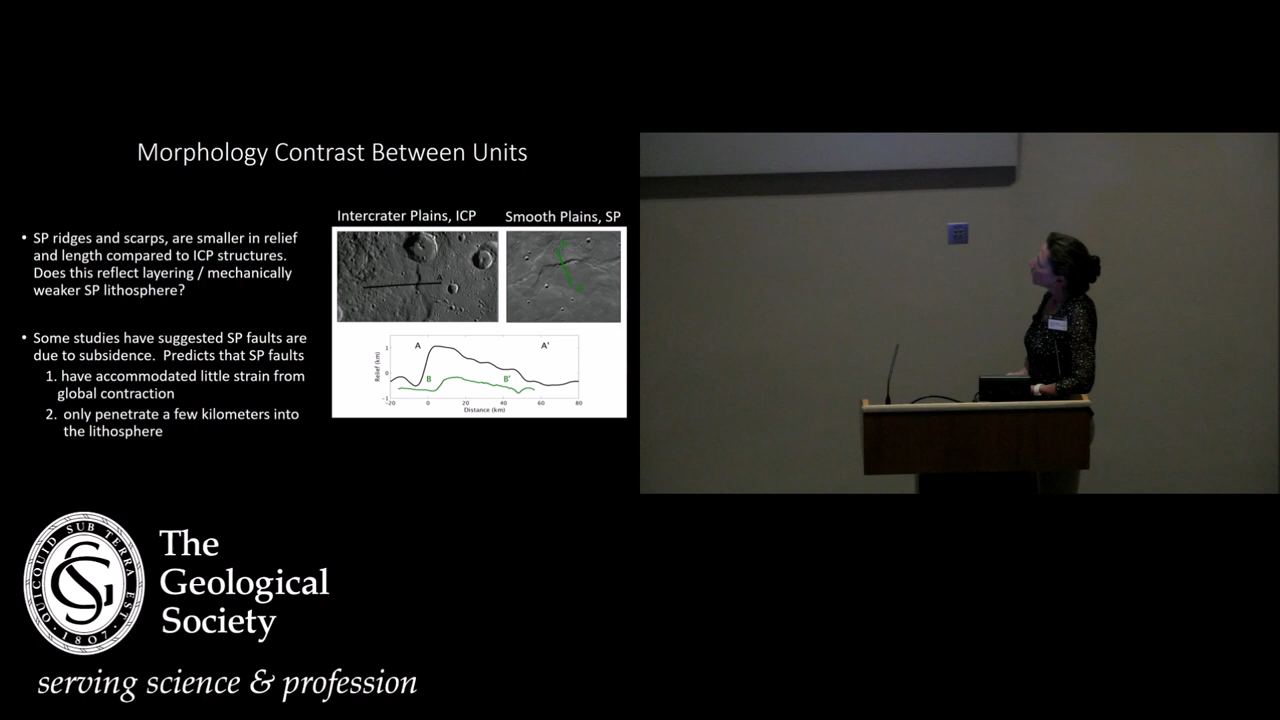 Morphology Contrast Between Units
• SP ridges and scarps, are smaller in relief
and length compared to ICP structures.
Does this reflect layering / mechanically
weaker SP lithosphere?
• Some studies have suggested SP faults are
due to subsidence. Predicts that SP faults
1. have accommodated little strain from
global contraction
2. only penetrate a few kilometers into
the lithosphere
Intercrater Plains, ICP
Smooth Plains, SP
A
A'
B
B'
Relief (km)
1
0
-1
-20 0 20 40 60 80
Distance (km)
QUICQUID SUB TERRA EST
· 1807 ·
The
Geological
Society
serving science & profession